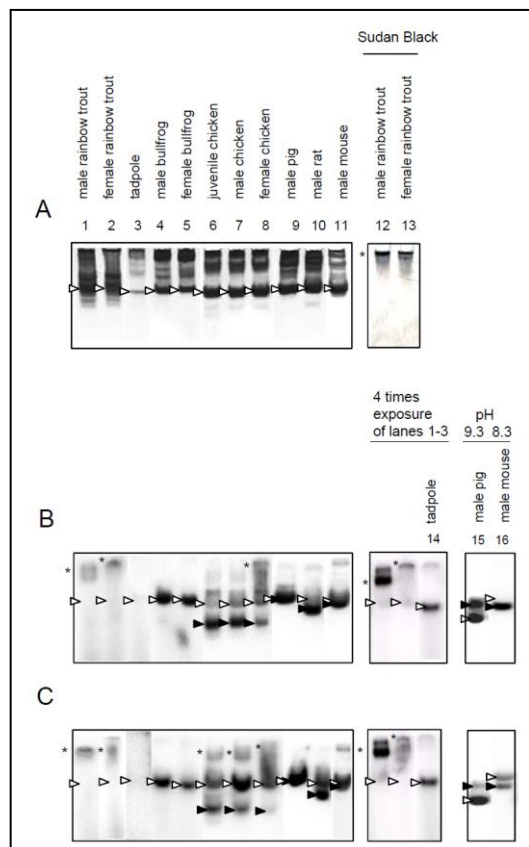 Sudan Black
male rainbow trout
female rainbow trout
tadpole
male bullfrog
female bullfrog
juvenile chicken
male chicken
female chicken
male pig
male rat
male mouse
male rainbow trout
female rainbow trout
A
1 2 3 4 5 6 7 8 9 10 11 12 13
*
4 times
exposure
of lanes 1-3
pH
9.3 8.3
tadpole
male pig
male mouse
B
14 15 16
* * * * *
C
* * * * * * *